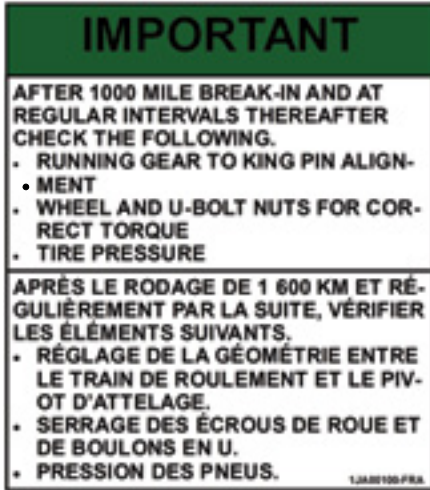 IMPORTANT
AFTER 1000 MILE BREAK-IN AND AT
REGULAR INTERVALS THEREAFTER
CHECK THE FOLLOWING.
• RUNNING GEAR TO KING PIN ALIGN-
• MENT
• WHEEL AND U-BOLT NUTS FOR COR-
RECT TORQUE
• TIRE PRESSURE
APRÈS LE RODAGE DE 1 600 KM ET RÉ-
GULIÈREMENT PAR LA SUITE, VÉRIFIER
LES ÉLÉMENTS SUIVANTS.
• RÉGLAGE DE LA GÉOMÉTRIE ENTRE
LE TRAIN DE ROULEMENT ET LE PIV-
OT D'ATTELAGE.
• SERRAGE DES ÉCROUS DE ROUE ET
DE BOULONS EN U.
• PRESSION DES PNEUS.
1JA00100-FRA